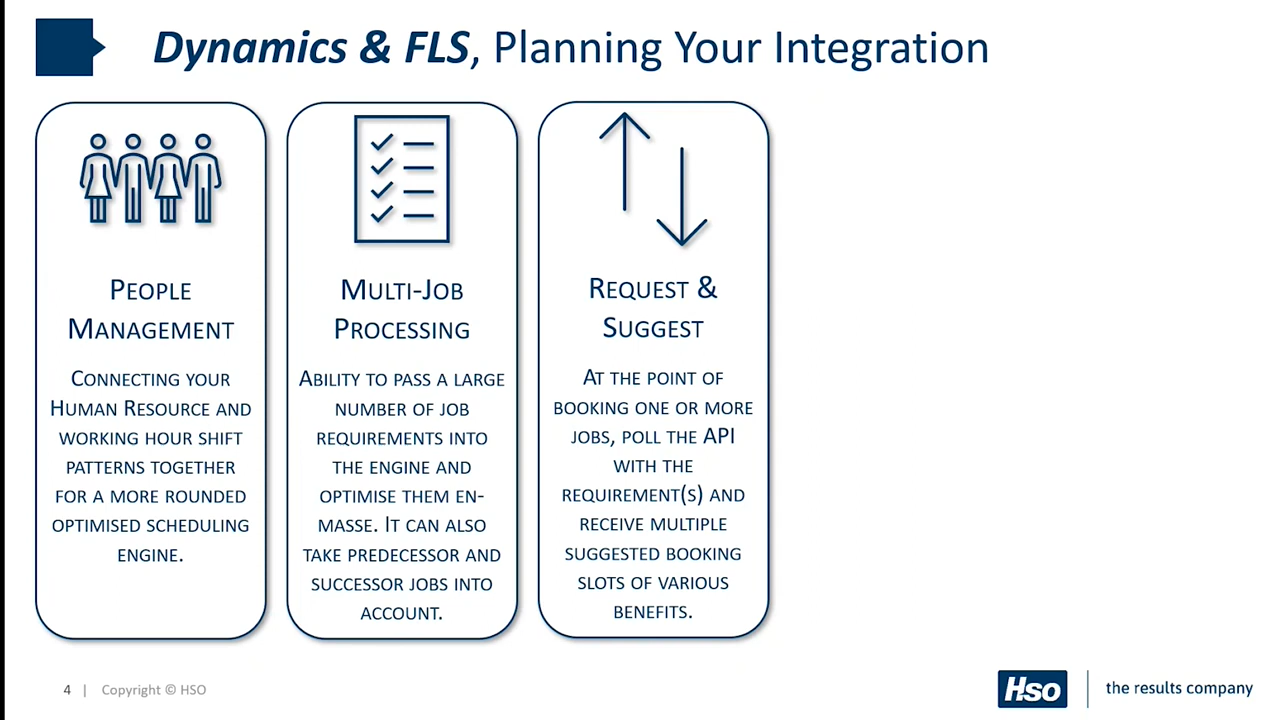 Dynamics & FLS, Planning Your Integration
People
Management
Connecting your
Human Resource and
working hour shift
patterns together
for a more rounded
optimised scheduling
engine.
Multi-Job
Processing
Ability to pass a large
number of job
requirements into
the engine and
optimise them en-
masse. It can also
take predecessor and
successor jobs into
account.
Request &
Suggest
At the point of
booking one or more
jobs, poll the API
with the
requirement(s) and
receive multiple
suggested booking
slots of various
benefits.
4 | Copyright © HSO
Hso | the results company